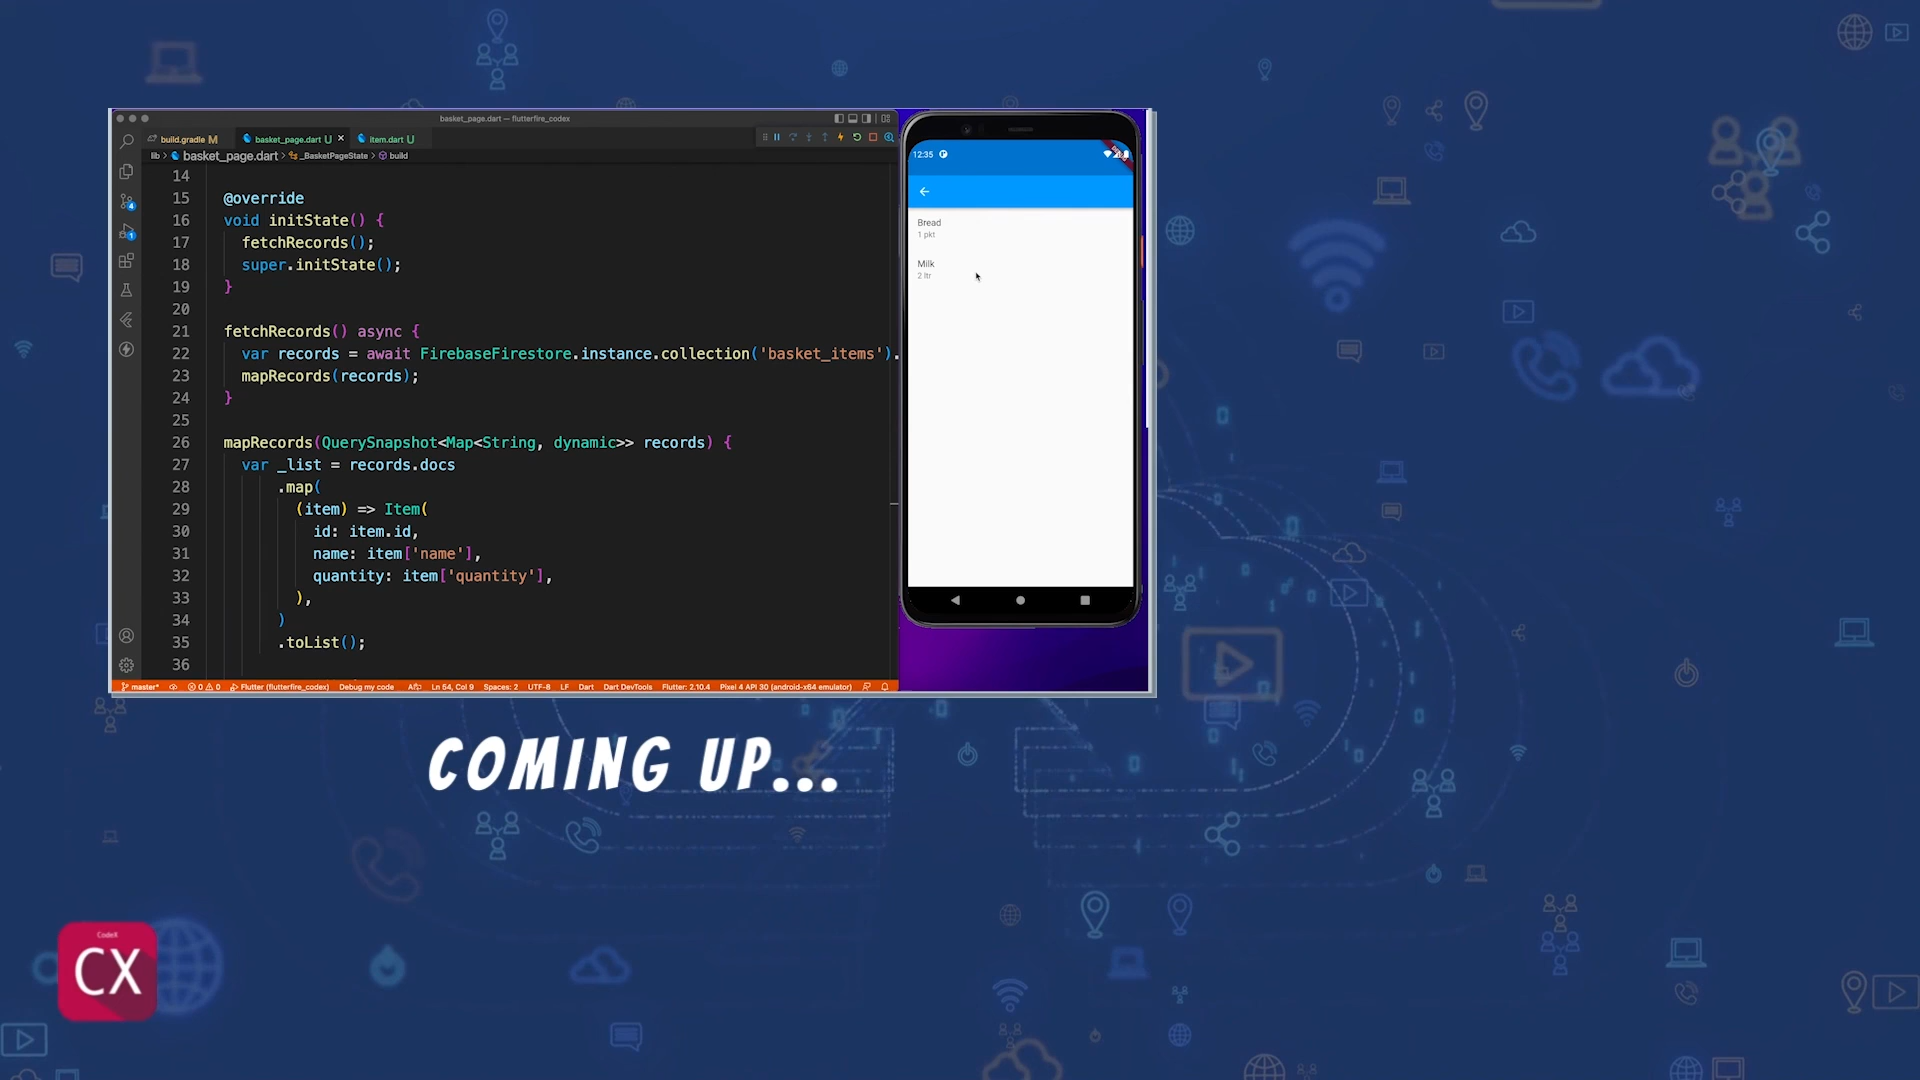 basket_page.dart — flutterfire_codex
build.gradle M
basket_page.dart U
item.dart U
lib > basket_page.dart > _BasketPageState > build
14
15 @override
16 void initState() {
17 fetchRecords();
18 super.initState();
19 }
20
21 fetchRecords() async {
22 var records = await FirebaseFirestore.instance.collection('basket_items').
23 mapRecords(records);
24 }
25
26 mapRecords(QuerySnapshot<Map<String, dynamic>> records) {
27 var _list = records.docs
28 .map(
29 (item) => Item(
30 id: item.id,
31 name: item['name'],
32 quantity: item['quantity'],
33 ),
34 )
35 .toList();
36
4
1
master* 0 0 Flutter (flutterfire_codex) Debug my code Ln 54, Col 9 Spaces: 2 UTF-8 LF Dart Dart DevTools Flutter: 2.10.4 Pixel 4 API 30 (android-x64 emulator)
12:35
Bread
1 pkt
Milk
2 ltr
COMING UP...
CodeX
CX